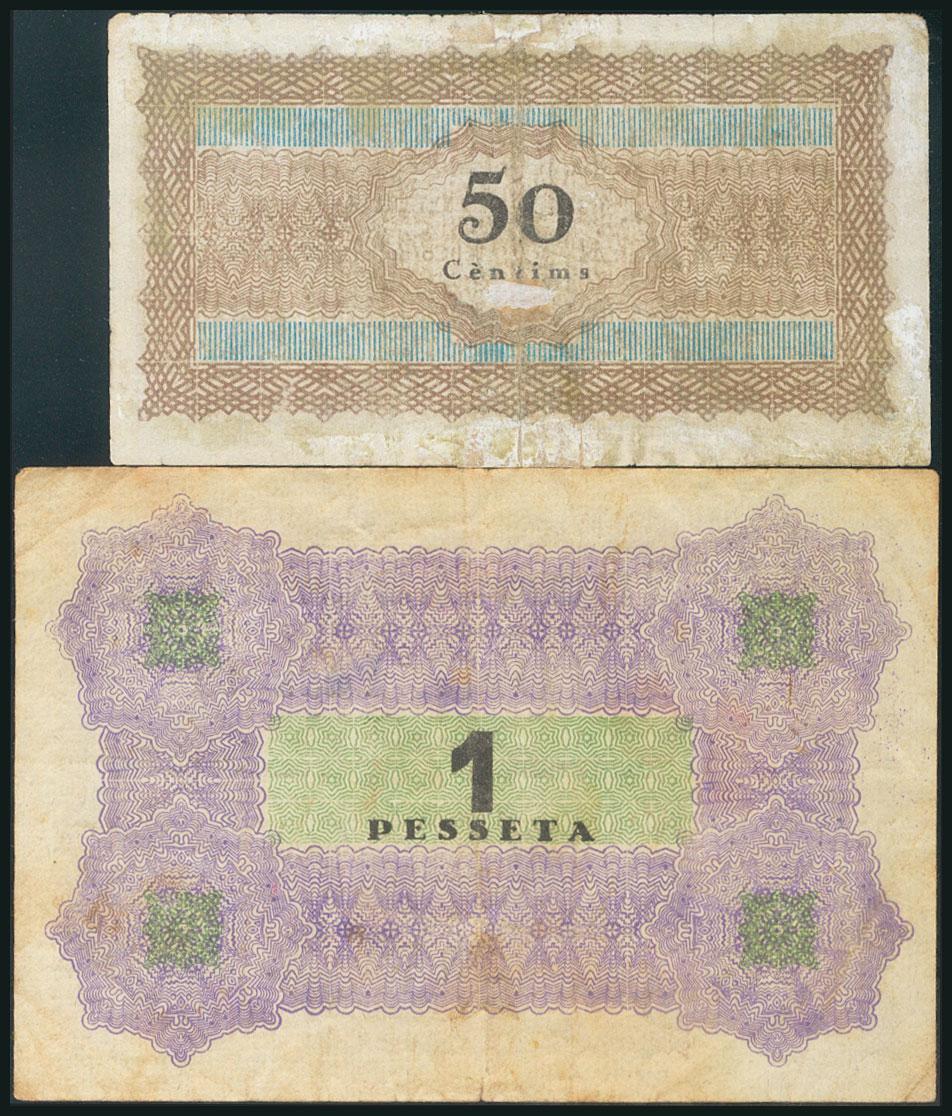 50
Cèntims
1
PESSETA